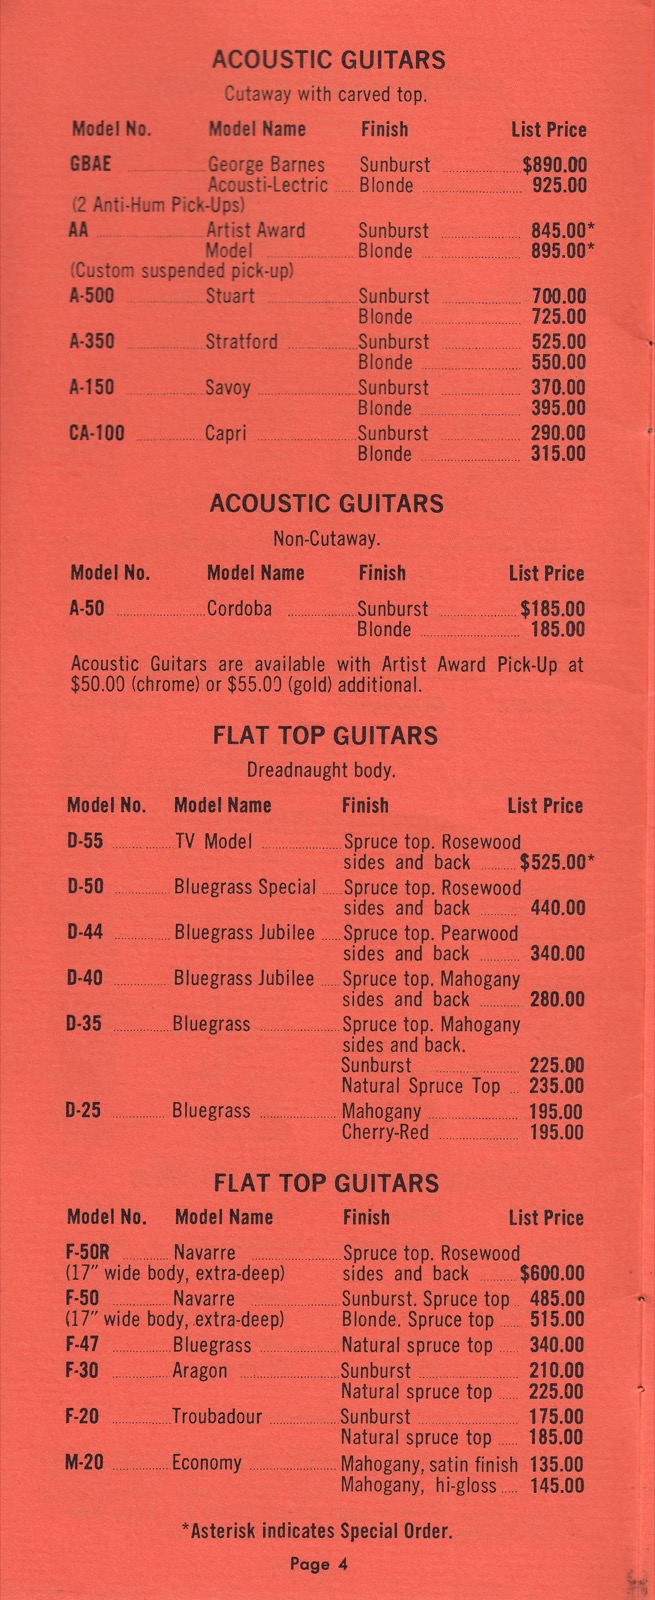 ACOUSTIC GUITARS
Cutaway with carved top.
Model No. Model Name Finish List Price
GBAE George Barnes Sunburst $890.00
Acousti-Lectric Blonde 925.00
(2 Anti-Hum Pick-Ups)
AA Artist Award Sunburst 845.00*
Model Blonde 895.00*
(Custom suspended pick-up)
A-500 Stuart Sunburst 700.00
Blonde 725.00
A-350 Stratford Sunburst 525.00
Blonde 550.00
A-150 Savoy Sunburst 370.00
Blonde 395.00
CA-100 Capri Sunburst 290.00
Blonde 315.00
ACOUSTIC GUITARS
Non-Cutaway.
Model No. Model Name Finish List Price
A-50 Cordoba Sunburst $185.00
Blonde 185.00
Acoustic Guitars are available with Artist Award Pick-Up at
$50.00 (chrome) or $55.00 (gold) additional.
FLAT TOP GUITARS
Dreadnaught body.
Model No. Model Name Finish List Price
D-55 TV Model Spruce top. Rosewood
sides and back $525.00*
D-50 Bluegrass Special Spruce top. Rosewood
sides and back 440.00
D-44 Bluegrass Jubilee Spruce top. Pearwood
sides and back 340.00
D-40 Bluegrass Jubilee Spruce top. Mahogany
sides and back 280.00
D-35 Bluegrass Spruce top. Mahogany
sides and back.
Sunburst 225.00
Natural Spruce Top 235.00
D-25 Bluegrass Mahogany 195.00
Cherry-Red 195.00
FLAT TOP GUITARS
Model No. Model Name Finish List Price
F-50R Navarre Spruce top. Rosewood
(17" wide body, extra-deep) sides and back $600.00
F-50 Navarre Sunburst. Spruce top 485.00
(17" wide body, extra-deep) Blonde. Spruce top 515.00
F-47 Bluegrass Natural spruce top 340.00
F-30 Aragon Sunburst 210.00
Natural spruce top 225.00
F-20 Troubadour Sunburst 175.00
Natural spruce top 185.00
M-20 Economy Mahogany, satin finish 135.00
Mahogany, hi-gloss 145.00
*Asterisk indicates Special Order.
Page 4